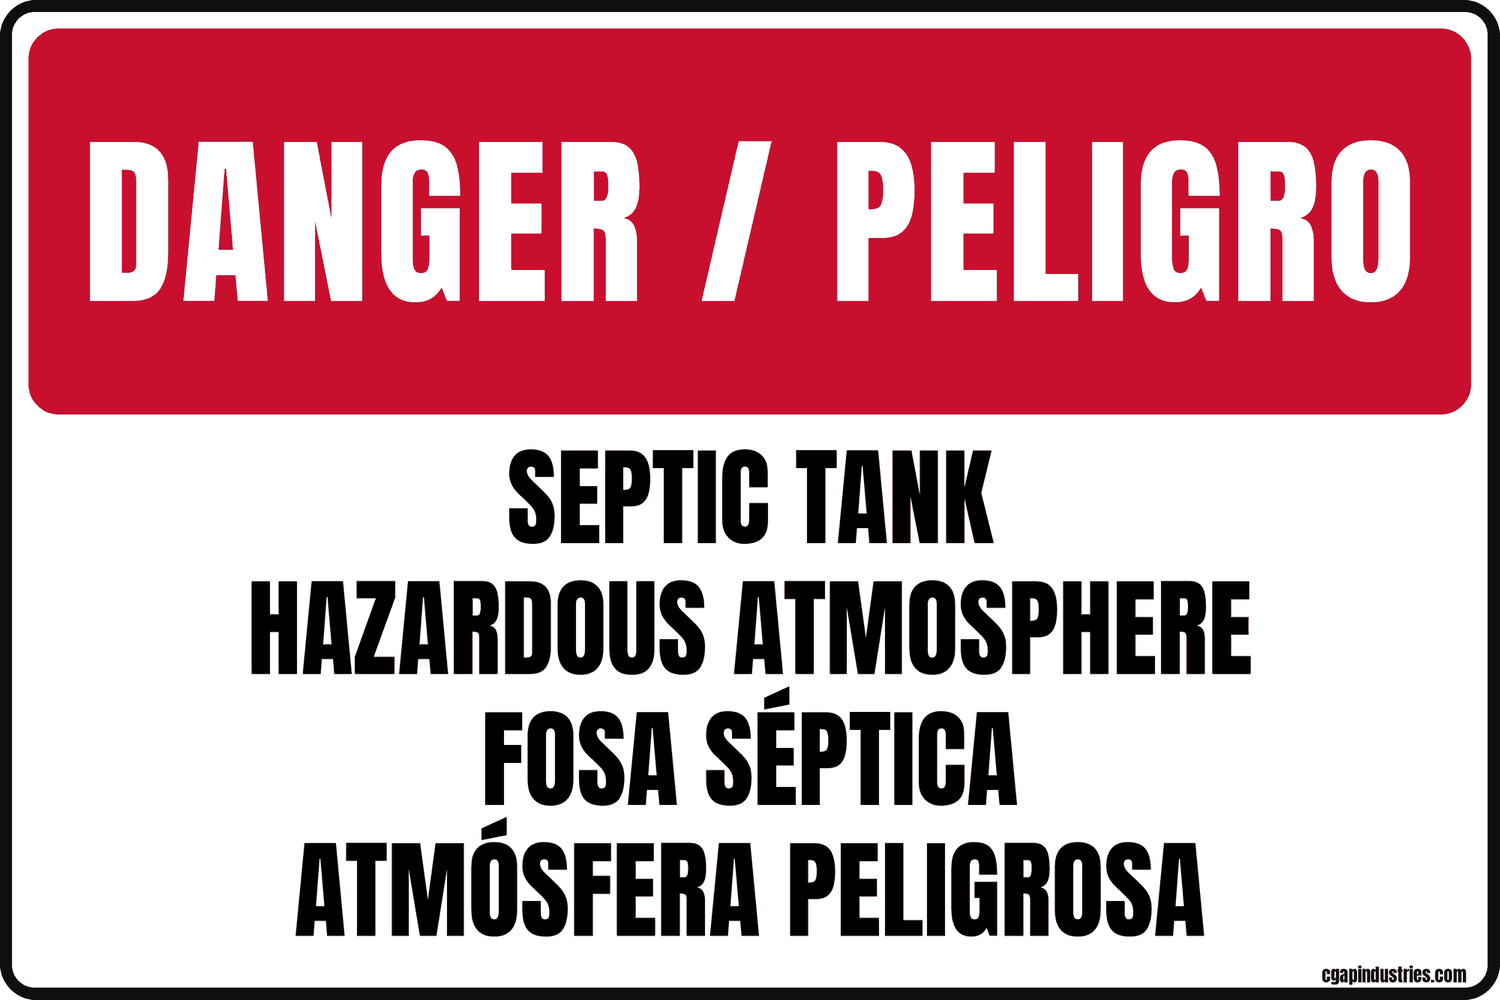 DANGER / PELIGRO
SEPTIC TANK
HAZARDOUS ATMOSPHERE
FOSA SÉPTICA
ATMÓSFERA PELIGROSA
cgapindustries.com